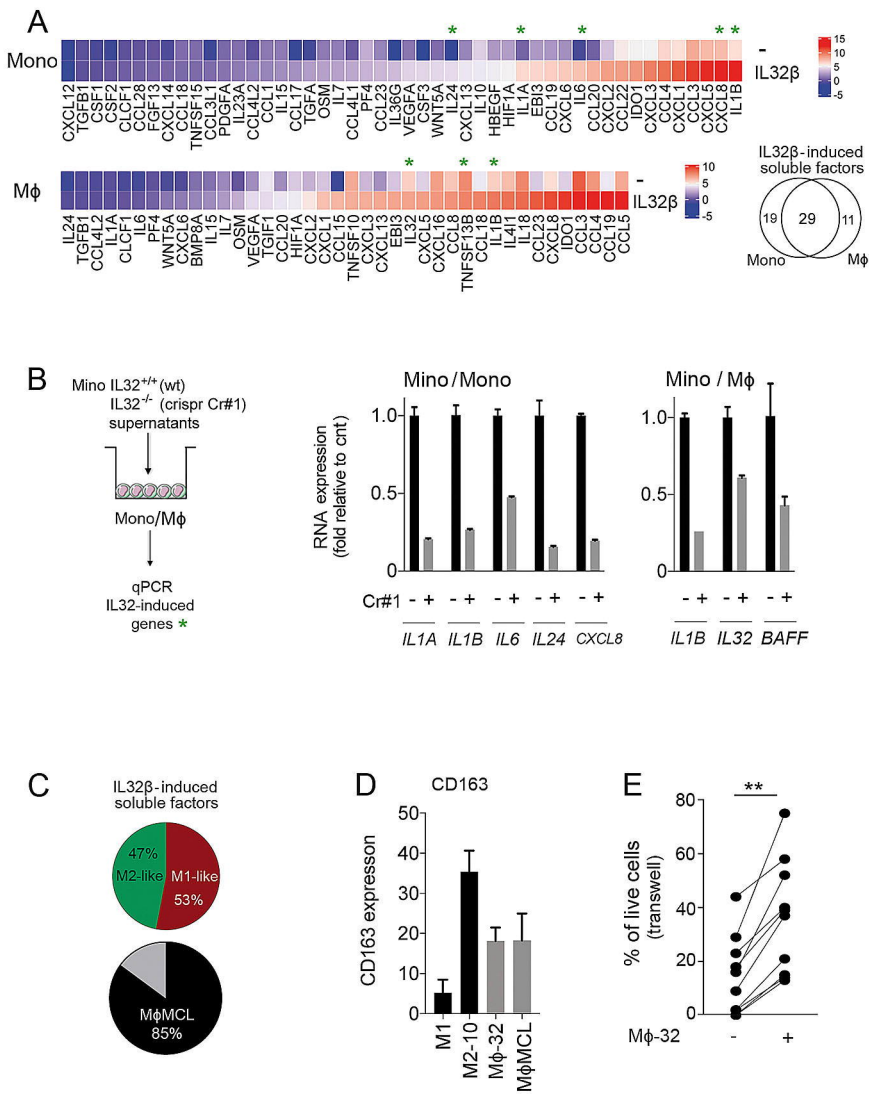 A
* * * * *
Mono
-
IL32β
15
10
5
0
-5
CXCL12
TGFB1
CSF1
CSF2
CLCF1
CCL28
FGF13
CXCL14
CCL18
TNFSF15
CCL3L1
PDGFA
IL23A
CCL4L2
CCL1
IL15
CCL17
TGFA
OSM
IL7
CCL4L1
PF4
CCL23
IL36G
VEGFA
CSF3
WNT5A
IL24
CXCL13
IL10
HBEGF
HIF1A
IL1A
EBI3
CCL19
CXCL6
IL6
CCL20
CXCL2
CCL22
IDO1
CXCL3
CCL4
CXCL1
CCL3
CXCL5
CXCL8
IL1B
* * *
Mϕ
-
IL32β
10
5
0
-5
IL24
TGFB1
CCL4L2
IL1A
CLCF1
IL6
PF4
WNT5A
CXCL6
BMP8A
IL15
IL7
OSM
VEGFA
TGIF1
CCL20
HIF1A
CXCL2
CXCL1
CCL15
TNFSF10
CXCL3
CXCL13
EBI3
IL32
CXCL5
CXCL16
CCL8
TNFSF13B
CCL18
IL1B
IL4I1
IL18
CCL23
CXCL8
IDO1
CCL3
CCL4
CCL19
CCL5
IL32β-induced
soluble factors
19 29 11
Mono Mϕ
B
Mino IL32+/+ (wt)
IL32-/- (crispr Cr#1)
supernatants
Mono/Mϕ
qPCR
IL32-induced
genes *
Mino/Mono
RNA expression
(fold relative to cnt)
1.0
0.5
0
Cr#1 - + - + - + - + - +
IL1A IL1B IL6 IL24 CXCL8
Mino / Mϕ
1.0
0.5
0
- + - + - +
IL1B IL32 BAFF
C
IL32β-induced
soluble factors
47%
M2-like M1-like
53%
MϕMCL
85%
D
CD163
CD163 expresson
50
40
30
20
10
0
M1
M2-10
Mϕ-32
MϕMCL
E
**
% of live cells
(transwell)
80
60
40
20
0
Mϕ-32 - +